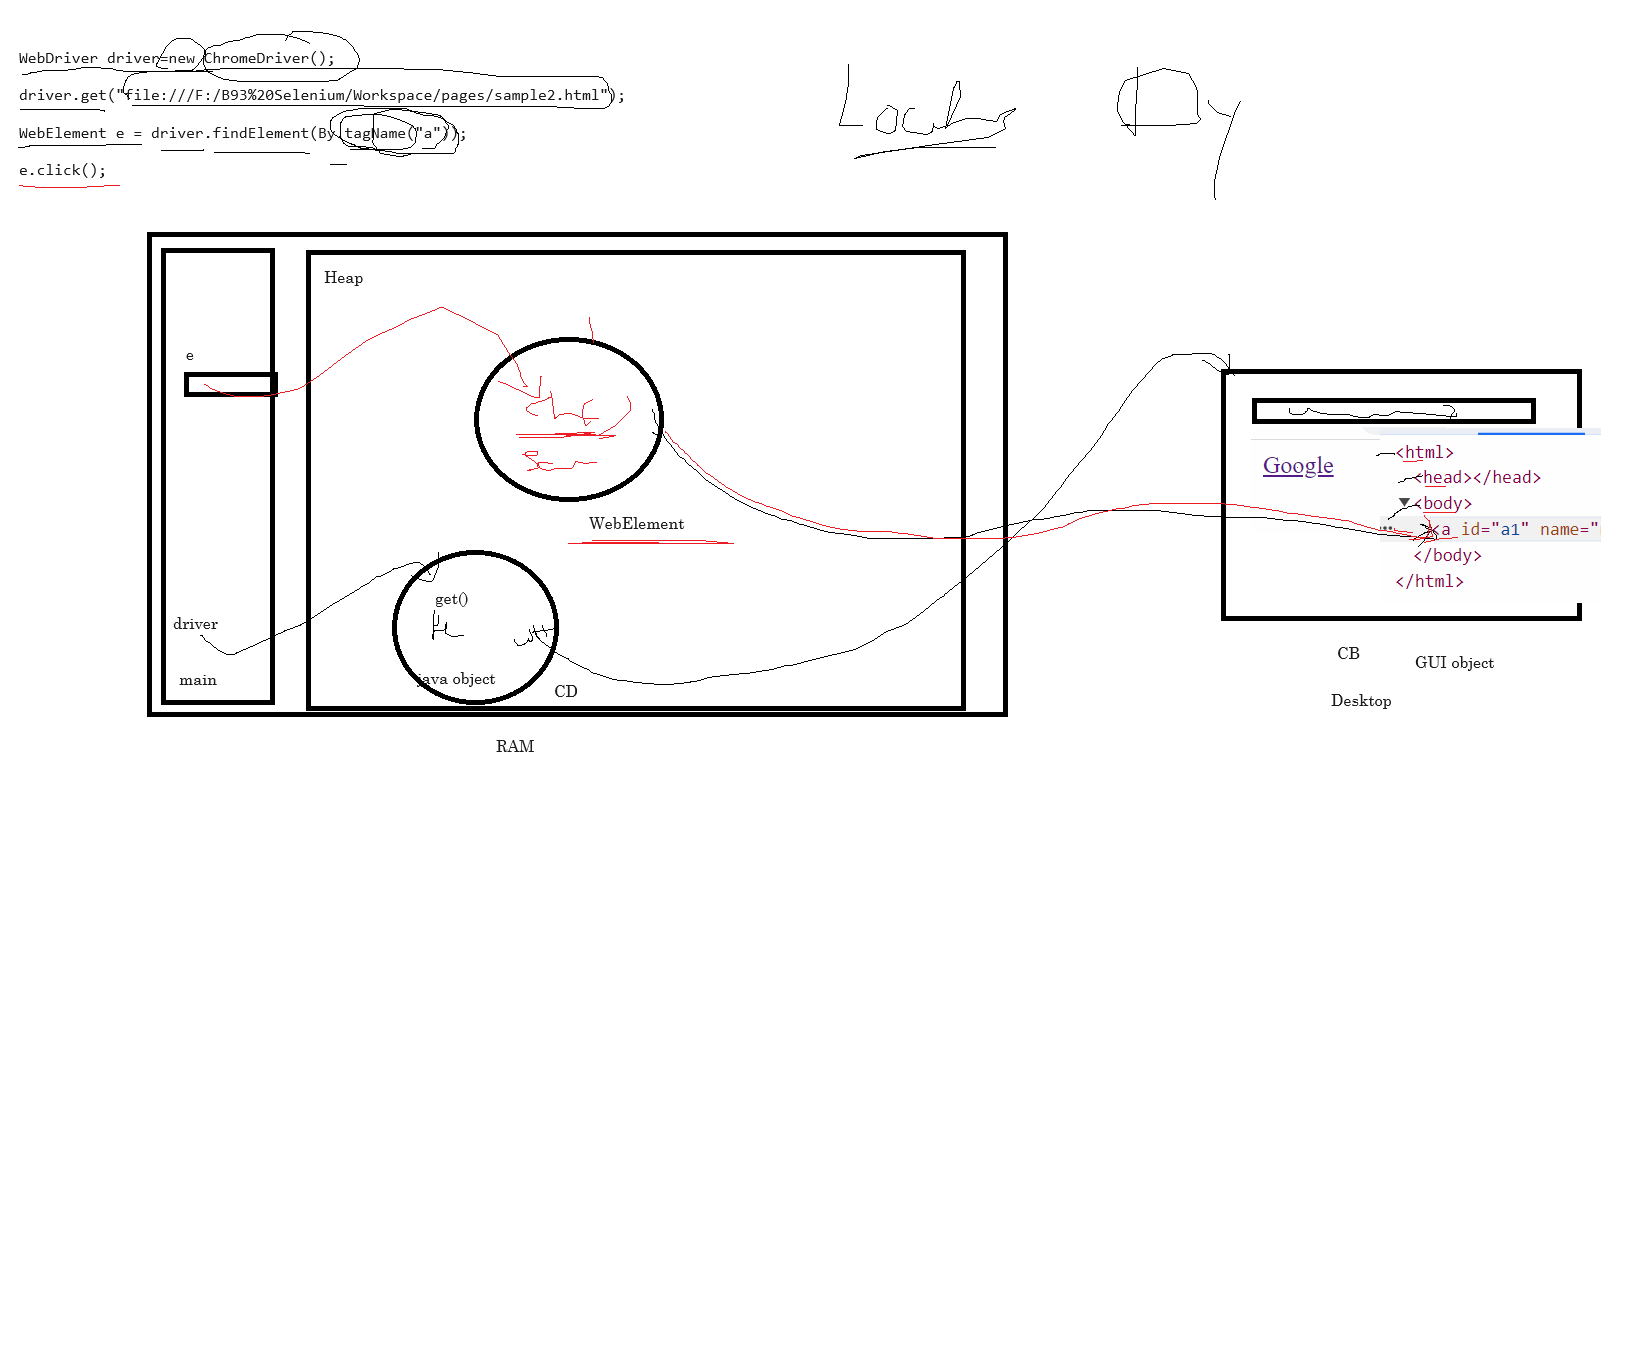 WebDriver driver=new ChromeDriver();
driver.get("file:///F:/B93%20Selenium/Workspace/pages/sample2.html");
WebElement e = driver.findElement(By.tagName("a"));
e.click();
By
Heap
e
WebElement
get()
driver
main
java object
CD
RAM
Google
<html>
<head></head>
<body>
<a id="a1" name="
</body>
</html>
CB
GUI object
Desktop